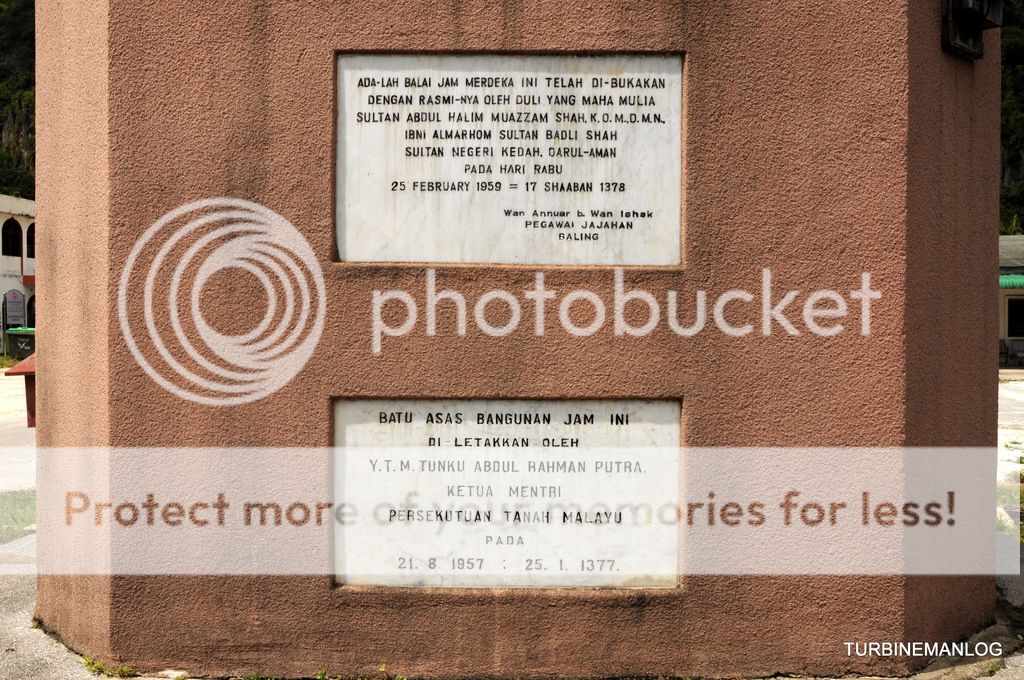 ADA-LAH BALAI JAM MERDEKA INI TELAH DI-BUKAKAN
DENGAN RASMI-NYA OLEH DULI YANG MAHA MULIA
SULTAN ABDUL HALIM MUAZZAM SHAH, K.O.M., D.M.N.,
IBNI ALMARHOM SULTAN BADLI SHAH
SULTAN NEGERI KEDAH, DARUL-AMAN
PADA HARI RABU
25 FEBRUARY 1959 = 17 SHAABAN 1378
Wan Annuar b. Wan Ishak
PEGAWAI JAJAHAN
BALING
photobucket
BATU ASAS BANGUNAN JAM INI
DI-LETAKKAN OLEH
Y.T.M. TUNKU ABDUL RAHMAN PUTRA.
KETUA MENTRI
Protect more of your memories for less!
PERSEKUTUAN TANAH MALAYU
PADA
21. 8. 1957 : 25. 1. 1377.
TURBINEMANLOG